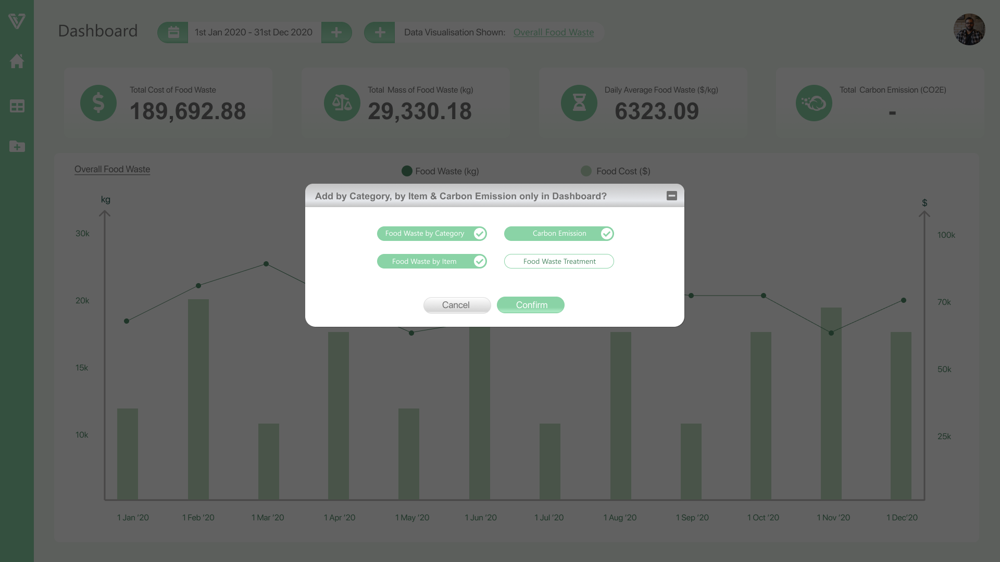 Dashboard
1st Jan 2020 - 31st Dec 2020
Data Visualisation Shown: Overall Food Waste
Total Cost of Food Waste
189,692.88
Total Mass of Food Waste (kg)
29,330.18
Daily Average Food Waste ($/kg)
6323.09
Total Carbon Emission (CO2E)
-
Overall Food Waste
Food Waste (kg)
Food Cost ($)
Add by Category, by Item & Carbon Emission only in Dashboard?
Food Waste by Category
Carbon Emission
Food Waste by Item
Food Waste Treatment
Cancel
Confirm
kg
30k
20k
15k
10k
$
100k
70k
50k
25k
1 Jan '20
1 Feb '20
1 Mar '20
1 Apr '20
1 May '20
1 Jun '20
1 Jul '20
1 Aug '20
1 Sep '20
1 Oct '20
1 Nov '20
1 Dec'20